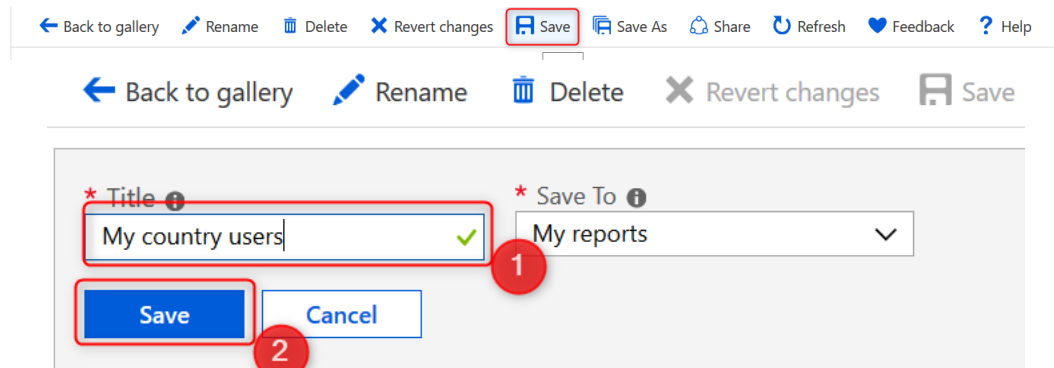 Back to gallery Rename Delete Revert changes Save Save As Share Refresh Feedback ? Help
Back to gallery Rename Delete Revert changes Save
* Title * Save To
My country users My reports
1
Save Cancel
2